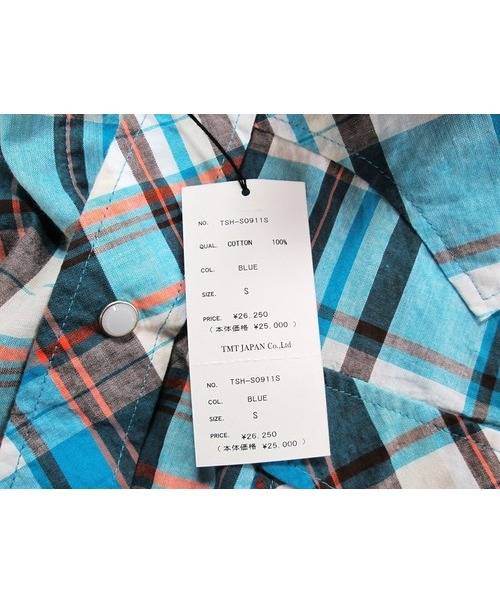 NO. TSH-S0911S
QUAL. COTTON 100%
COL. BLUE
SIZE. S
PRICE. ¥26.250
(本体価格 ¥25.000)
TMT JAPAN Co.,Ltd
NO. TSH-S0911S
COL. BLUE
SIZE. S
PRICE. ¥26.250
(本体価格 ¥25.000)